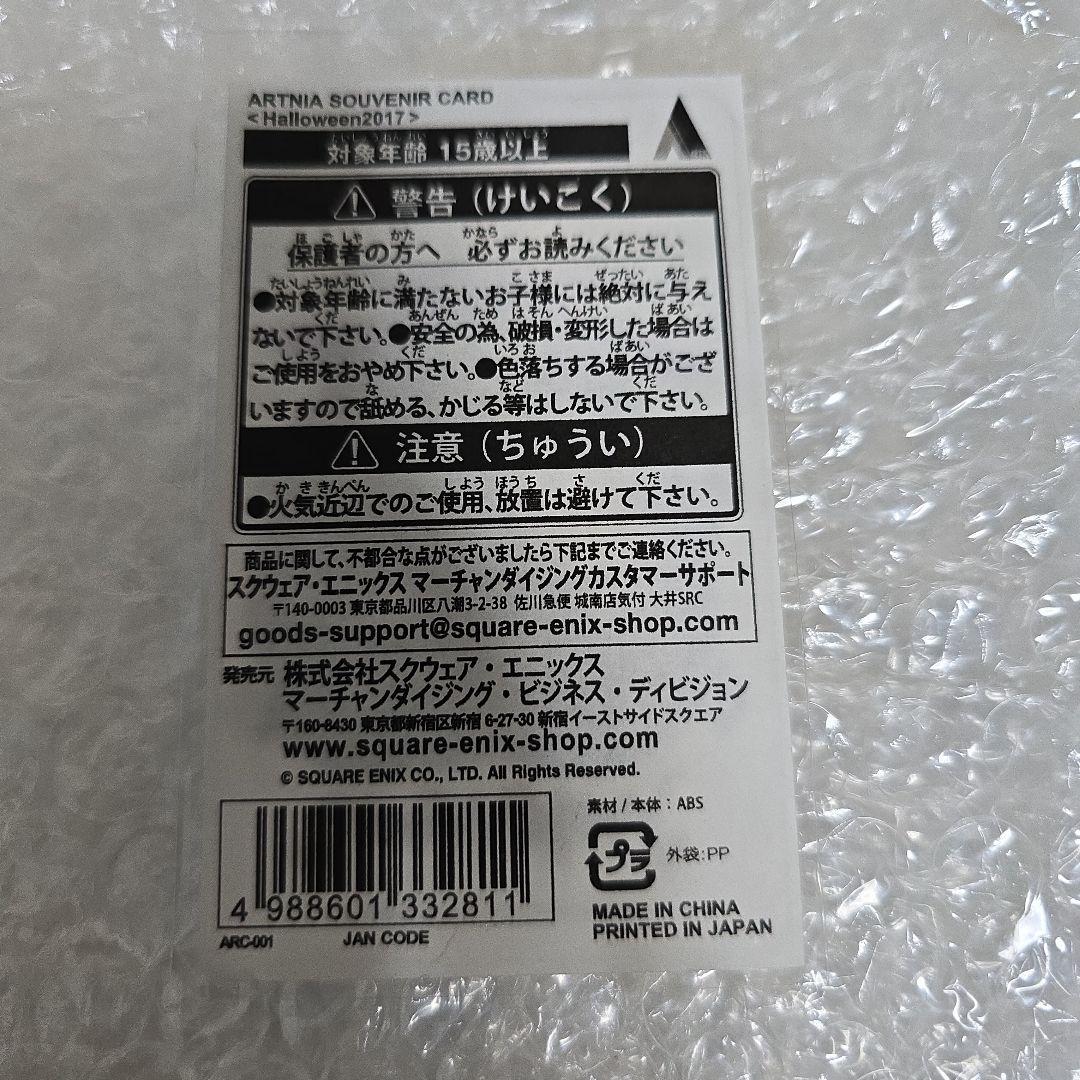 ARTNIA SOUVENIR CARD
<Halloween2017>
対象年齢 15歳以上
警告(けいこく)
保護者の方へ 必ずお読みください
●対象年齢に満たないお子様には絶対に与え
ないで下さい。●安全の為、破損・変形した場合は
ご使用をおやめ下さい。●色落ちする場合がござ
いますので舐める、かじる等はしないで下さい。
注意(ちゅうい)
●火気近辺でのご使用、放置は避けて下さい。
商品に関して、不都合な点がございましたら下記までご連絡ください。
スクウェア・エニックス マーチャンダイジングカスタマーサポート
〒140-0003 東京都品川区八潮3-2-38 佐川急便 城南店気付 大井SRC
goods-support@square-enix-shop.com
発売元 株式会社スクウェア・エニックス
マーチャンダイジング・ビジネス・ディビジョン
〒160-8430 東京都新宿区新宿 6-27-30 新宿イーストサイドスクエア
www.square-enix-shop.com
© SQUARE ENIX CO., LTD. All Rights Reserved.
素材/本体:ABS
プラ 外袋:PP
4 988601 332811
ARC-001 JAN CODE
MADE IN CHINA
PRINTED IN JAPAN